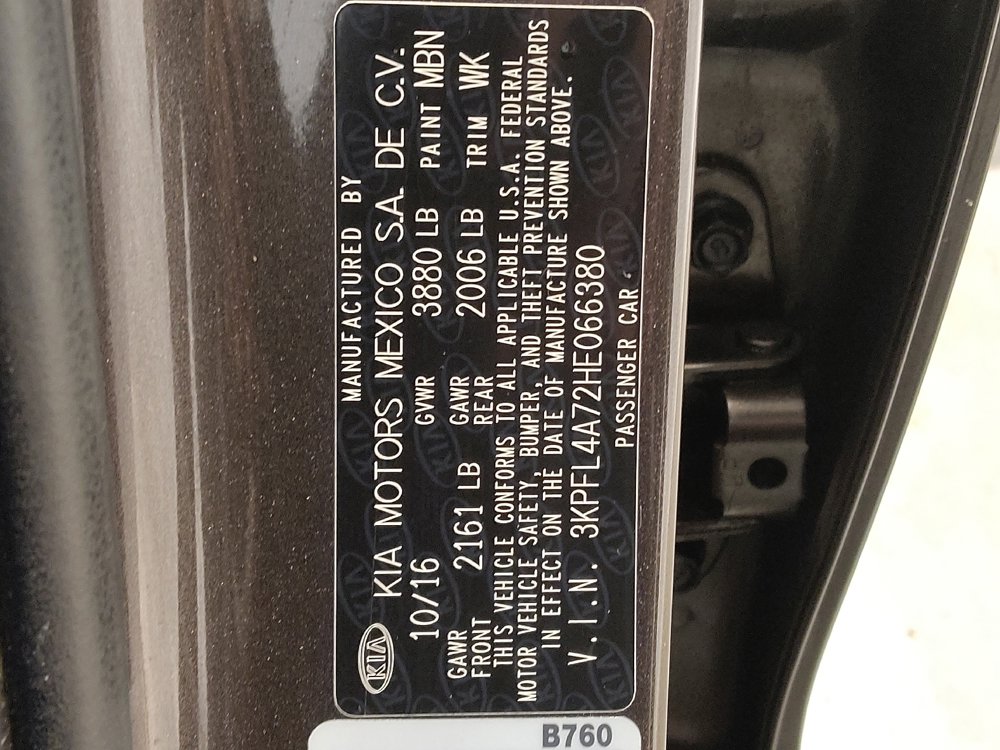 MANUFACTURED BY
KIA KIA MOTORS MEXICO S.A. DE C.V.
10/16 GVWR 3880 LB PAINT MBN
GAWR FRONT 2161 LB GAWR REAR 2006 LB TRIM WK
THIS VEHICLE CONFORMS TO ALL APPLICABLE U.S.A. FEDERAL
MOTOR VEHICLE SAFETY, BUMPER, AND THEFT PREVENTION STANDARDS
IN EFFECT ON THE DATE OF MANUFACTURE SHOWN ABOVE.
V.I.N. 3KPFL4A72HE066380
PASSENGER CAR
B760